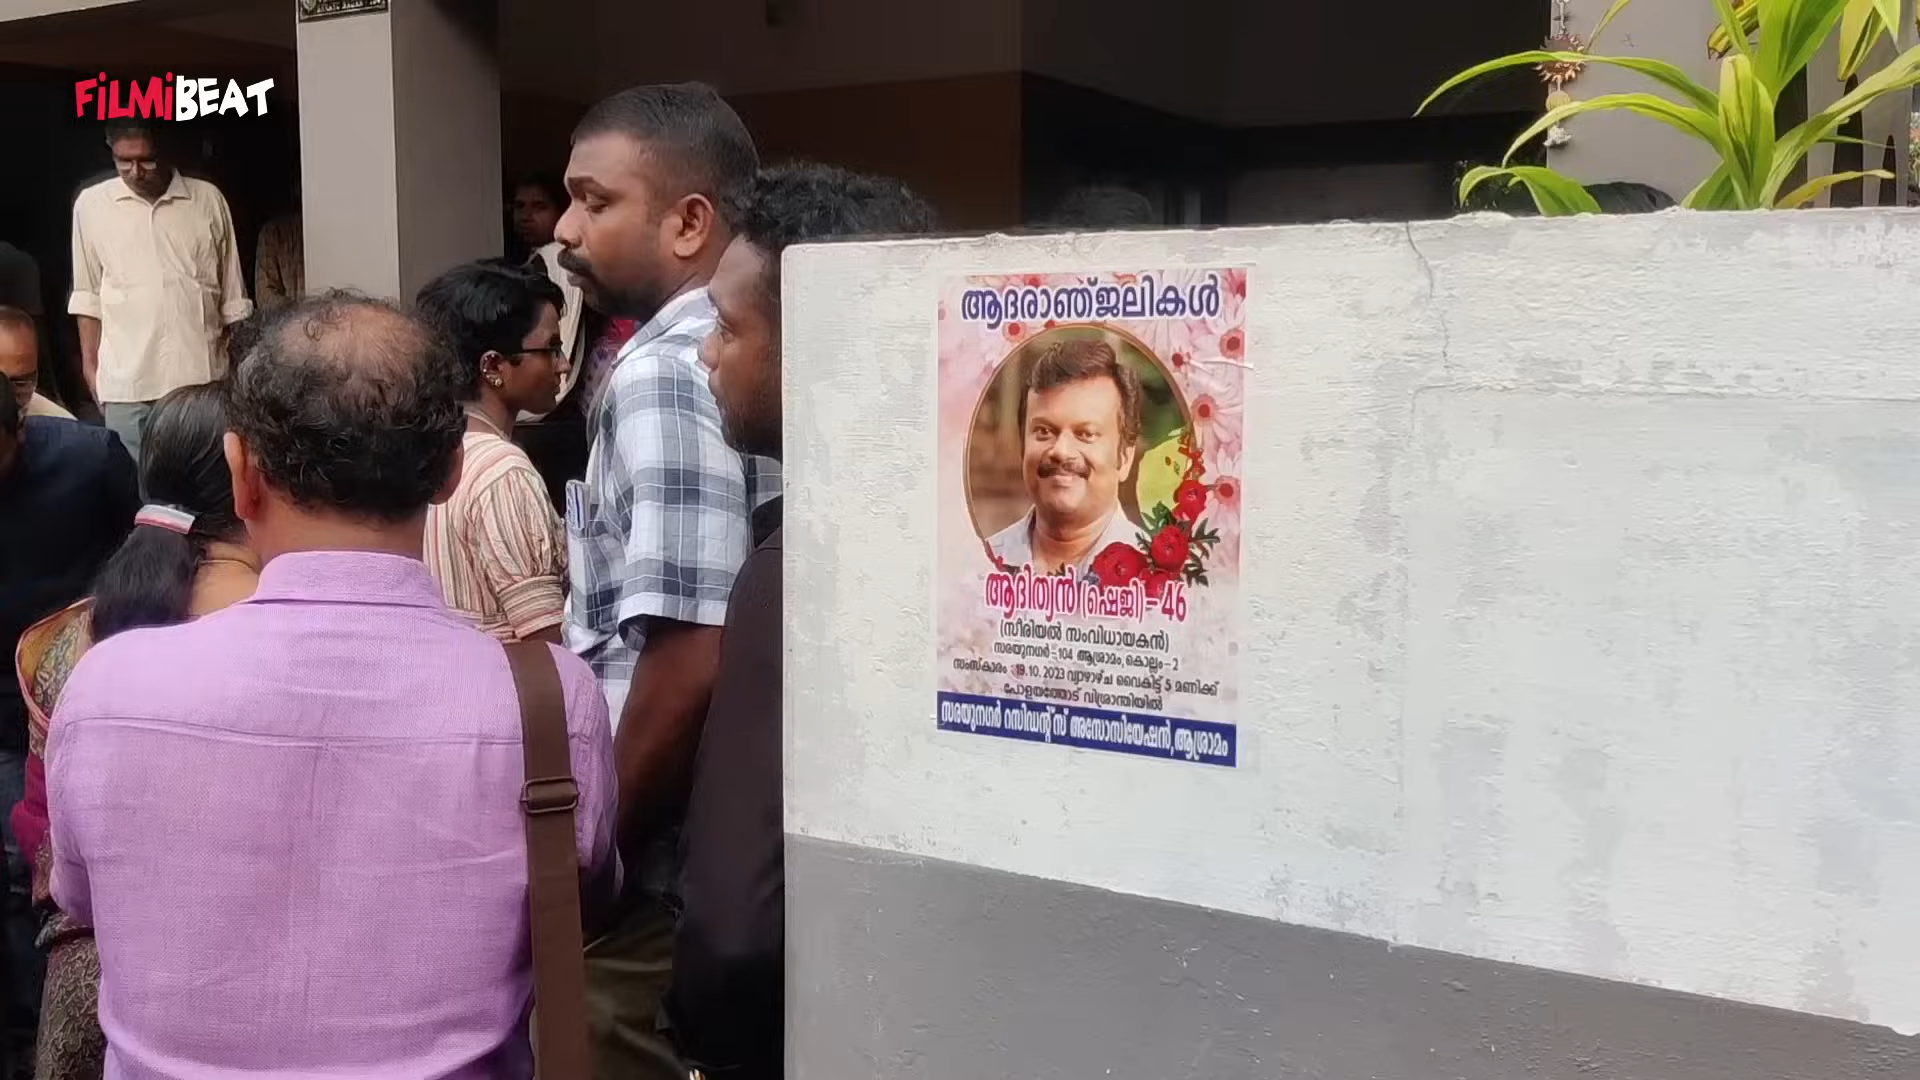 FiLMiBEAT
ആദരാഞ്ജലികൾ
ആദിത്യൻ (ഷെജി)-46
(സീരിയൽ സംവിധായകൻ)
സരയുനഗർ-104 ആശ്രാമം, കൊല്ലം-2
സംസ്കാരം : 19.10.2023 വ്യാഴാഴ്ച വൈകിട്ട് 5 മണിക്ക്
പോളയത്തോട് വിശ്രാന്തിയിൽ
സരയുനഗർ റസിഡന്റ്സ് അസോസിയേഷൻ, ആശ്രാമം